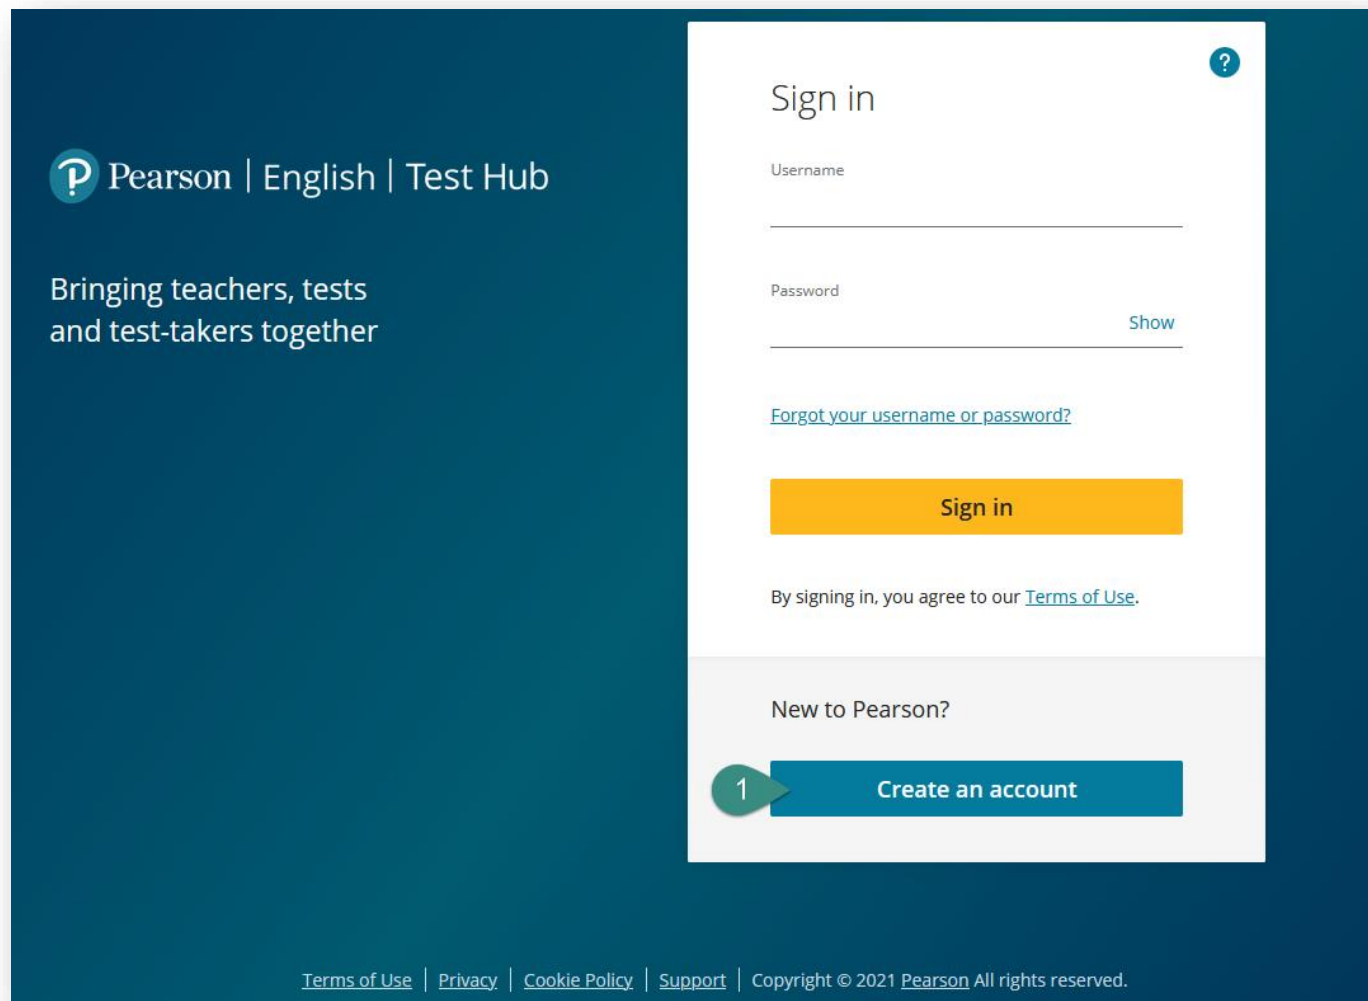 Pearson | English | Test Hub
Bringing teachers, tests
and test-takers together
?
Sign in
Username
Password
Show
Forgot your username or password?
Sign in
By signing in, you agree to our Terms of Use.
New to Pearson?
1
Create an account
Terms of Use | Privacy | Cookie Policy | Support | Copyright © 2021 Pearson All rights reserved.